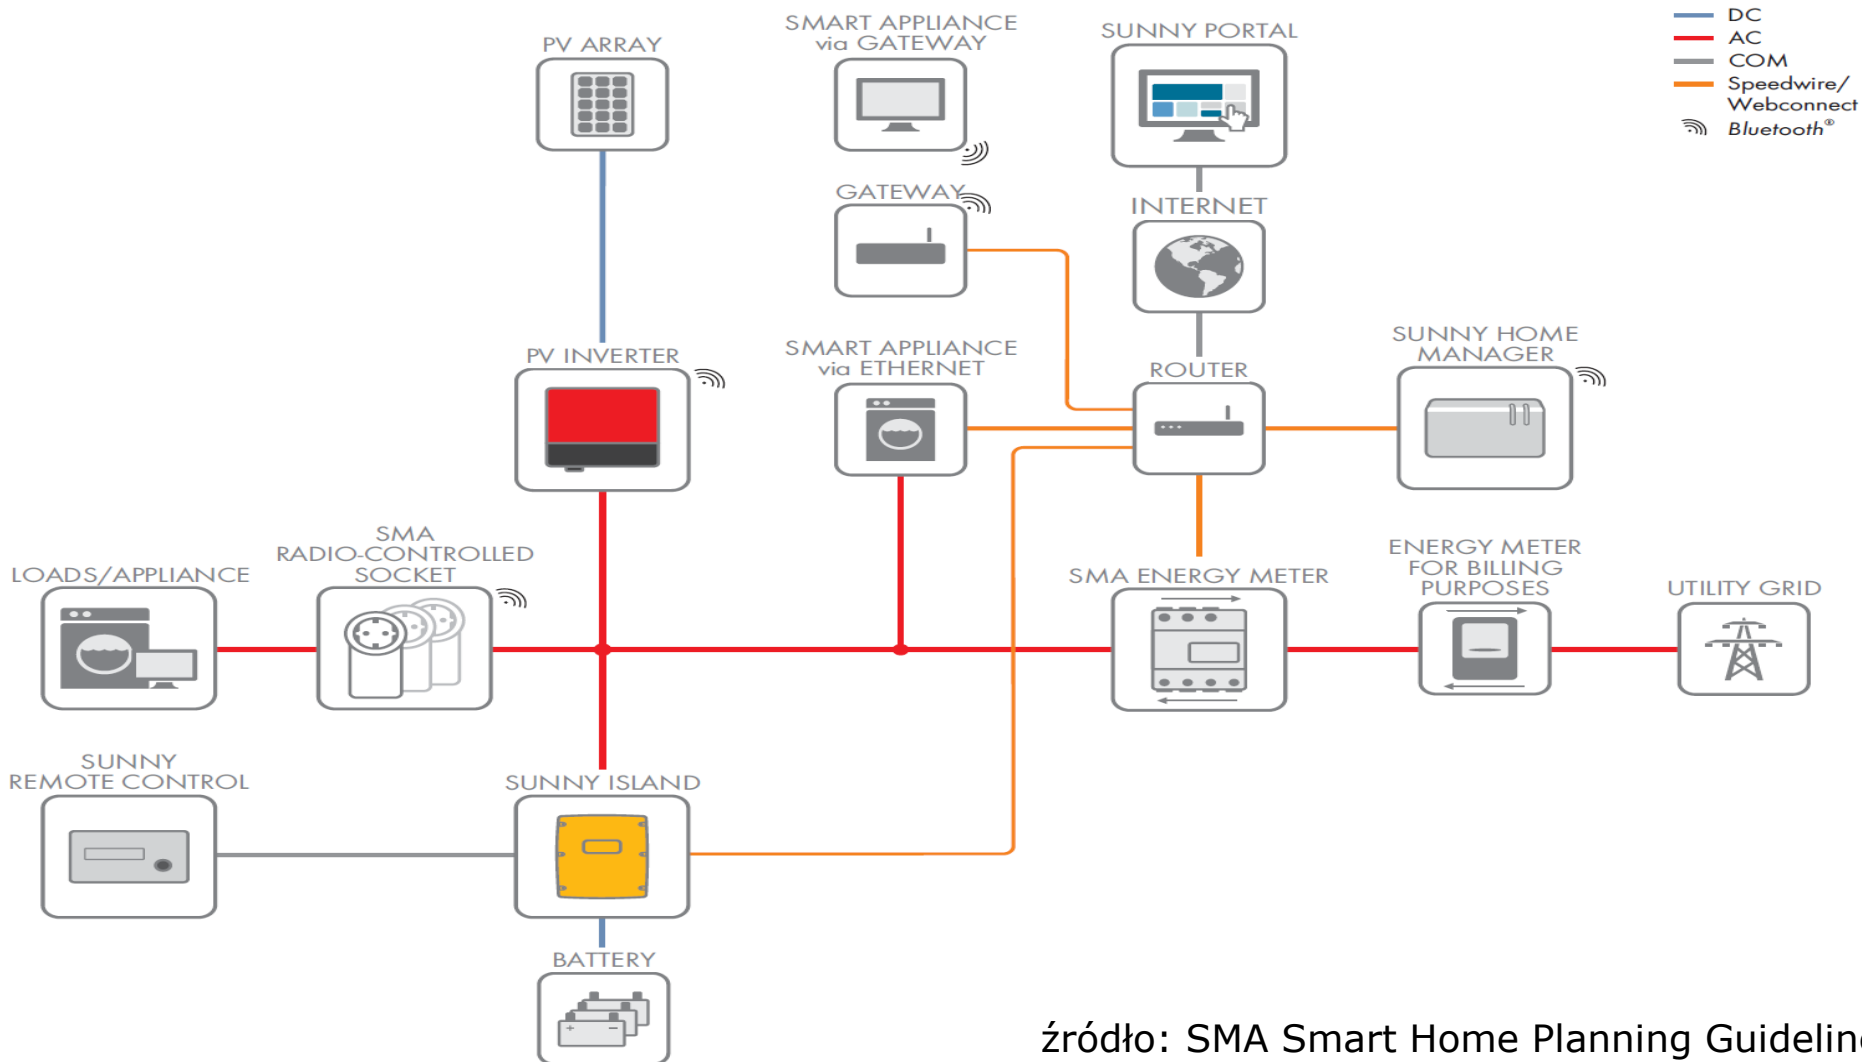 DC
AC
COM
Speedwire/
Webconnect
Bluetooth®
PV ARRAY
SMART APPLIANCE
via GATEWAY
SUNNY PORTAL
GATEWAY
INTERNET
PV INVERTER
SMART APPLIANCE
via ETHERNET
ROUTER
SUNNY HOME
MANAGER
LOADS/APPLIANCE
SMA
RADIO-CONTROLLED
SOCKET
SMA ENERGY METER
ENERGY METER
FOR BILLING
PURPOSES
UTILITY GRID
SUNNY
REMOTE CONTROL
SUNNY ISLAND
BATTERY
+ −
źródło: SMA Smart Home Planning Guideline